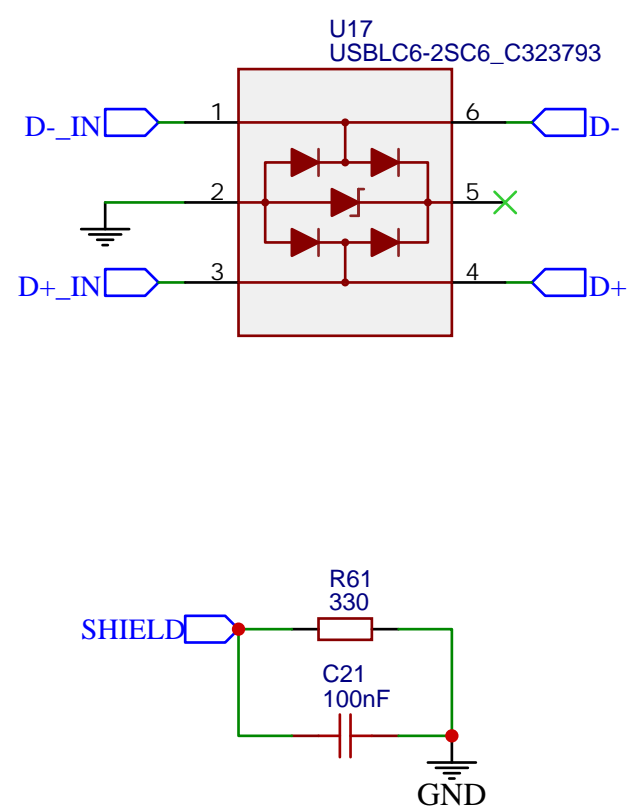 U17
USBLC6-2SC6_C323793
D-_IN 1 6 D-
2 5
D+_IN 3 4 D+
R61
330
SHIELD
C21
100nF
GND